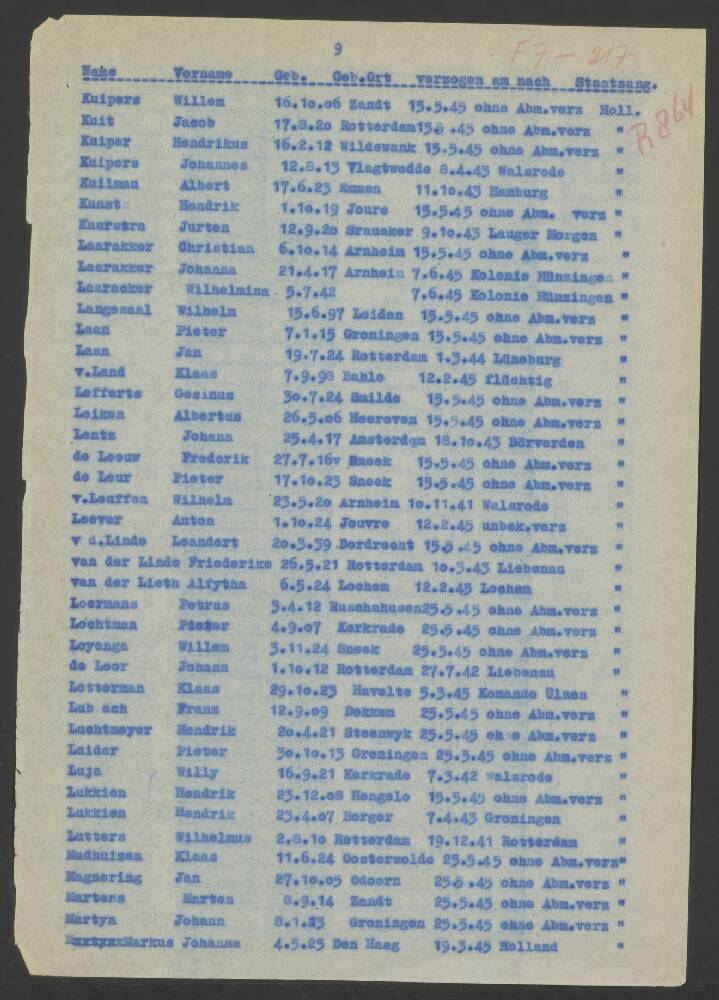 9
F7 - 217
Name Vorname Geb. Geb.Ort verzogen am nach Staatsang.
R864
Kuipers Willem 16.10.06 Zandt 15.5.45 ohne Abm.verz Holl.
Kuit Jacob 17.8.20 Rotterdam15.5.45 ohne Abm.verz "
Kuiper Hendrikus 16.2.12 Wildewank 15.5.45 ohne Abm.verz "
Kuipers Johannes 12.8.13 Vlagtwedde 8.4.43 Walsrode "
Kuilman Albert 17.6.23 Emmen 11.10.43 Hamburg "
Kunst Hendrik 1.10.19 Joure 15.5.45 ohne Abm. verz "
Kuurstra Jurten 12.9.20 Sraueker 9.10.43 Lauger Morgen "
Laarakker Christian 6.10.14 Arnheim 15.5.45 ohne Abm.verz "
Laarakker Johanna 21.4.17 Arnheim 7.6.45 Kolonie Hünzingen "
Laaracker Wilhelmina 5.7.42 7.6.45 Kolonie Hünzingen "
Langesaal Wilhelm 15.6.97 Leiden 15.5.45 ohne Abm.verz "
Laan Pieter 7.1.15 Groningen 15.5.45 ohne Abm.verz "
Laan Jan 19.7.24 Rotterdam 1.3.44 Lüneburg "
v.Land Klaas 7.9.98 Bahlo 12.2.45 flüchtig "
Lefferts Gesinus 30.7.24 Smilde 15.5.45 ohne Abm.verz "
Leiken Albertus 26.5.06 Heereven 15.5.45 ohne Abm.verz "
Lentz Johann 25.4.17 Amsterdam 18.10.43 Dörverden "
de Leeuw Frederik 27.7.16v Sneek 15.5.45 ohne Abm.verz "
de Leur Pieter 17.10.23 Sneek 15.5.45 ohne Abm.verz "
v.Leuffen Wilhelm 23.5.20 Arnheim 10.11.41 Walsrode "
Leever Anton 1.10.24 Jouvre 12.2.45 unbek.verz "
v d.Linde Leendert 20.3.39 Dordrecht 15.5.45 ohne Abm.verz "
van der Linde Friederike 26.5.21 Rotterdam 10.3.43 Liebenau "
van der Lieth Alfytha 6.5.24 Lochem 12.2.45 Lochem "
Loermans Petrus 3.4.12 Ruschahusen25.5.45 ohne Abm.verz "
Lochtman Pieter 4.9.07 Kerkrade 25.5.45 ohne Abm.verz "
Loyenga Willem 3.11.24 Sneek 25.5.45 ohne Abm.verz "
de Loor Johann 1.10.12 Rotterdam 27.7.42 Liebenau "
Lotterman Klaas 29.10.23 Havelte 5.3.45 Komando Ulzen "
Lub ach Franz 12.9.09 Dokkem 25.5.45 ohne Abm.verz "
Luchtmeyer Hendrik 20.4.21 Steenwyk 25.5.45 ohne Abm.verz "
Luider Pieter 30.10.13 Groningen 25.5.45 ohne Abm.verz "
Luja Willy 16.9.21 Kerkrade 7.3.42 Walsrode "
Lukkien Hendrik 23.12.08 Hengelo 15.5.45 ohne Abm.verz "
Lukkien Hendrik 23.4.07 Borger 7.4.43 Groningen "
Lutters Wilhelmus 2.8.10 Rotterdam 19.12.41 Rotterdam "
Madhuizen Klaas 11.6.24 Oosterwolde 25.5.45 ohne Abm.verz"
Magnering Jan 27.10.05 Odoorn 25.5.45 ohne Abm.verz "
Martens Marten 8.9.14 Zandt 25.5.45 ohne Abm.verz "
Martyn Johann 8.1.23 Groningen 25.5.45 ohne Abm.verz "
Markus Johanna 4.5.25 Den Haag 19.3.45 Holland "